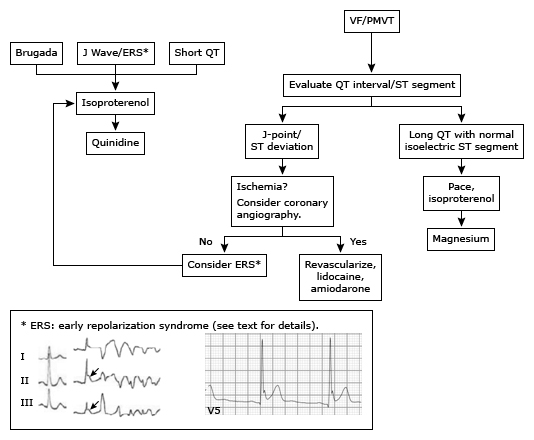 VF/PMVT
Brugada
J Wave/ERS*
Short QT
Evaluate QT interval/ST segment
Isoproterenol
Quinidine
J-point/
ST deviation
Long QT with normal
isoelectric ST segment
Ischemia?
Consider coronary
angiography.
Pace,
isoproterenol
Magnesium
No
Yes
Consider ERS*
Revascularize,
lidocaine,
amiodarone
* ERS: early repolarization syndrome (see text for details).
I
II
III
V5